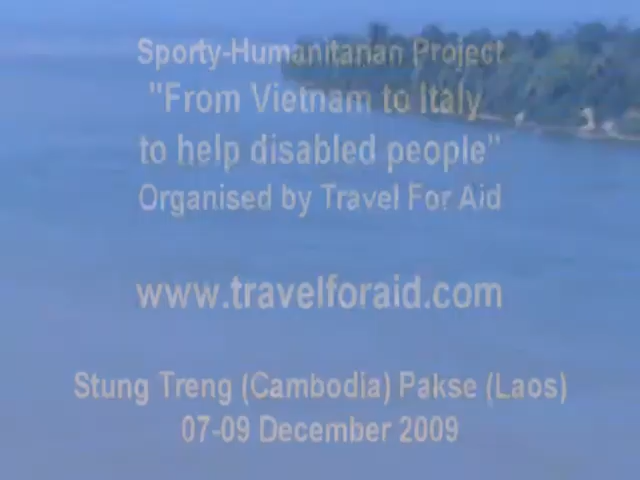 Sporty-Humanitarian Project
"From Vietnam to Italy
to help disabled people"
Organised by Travel For Aid
www.travelforaid.com
Stung Treng (Cambodia) Pakse (Laos)
07-09 December 2009